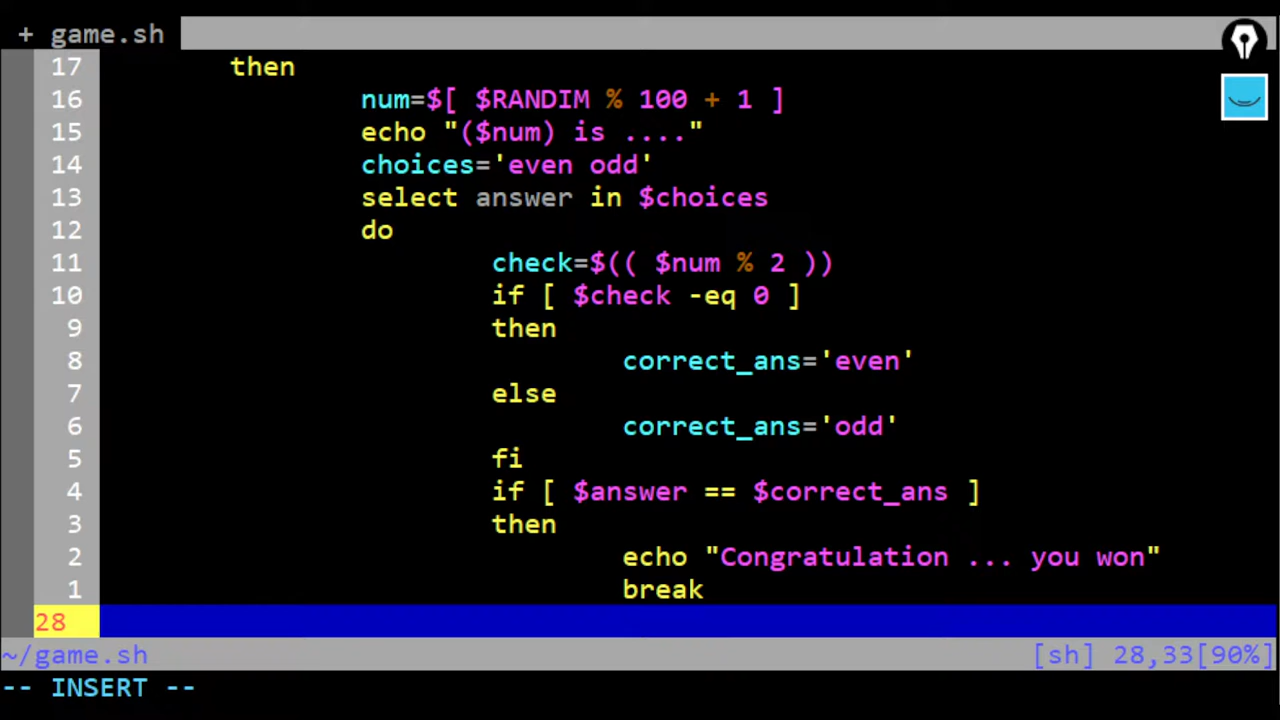 + game.sh
17 then
16 num=$[ $RANDIM % 100 + 1 ]
15 echo "($num) is ...."
14 choices='even odd'
13 select answer in $choices
12 do
11 check=$(( $num % 2 ))
10 if [ $check -eq 0 ]
9 then
8 correct_ans='even'
7 else
6 correct_ans='odd'
5 fi
4 if [ $answer == $correct_ans ]
3 then
2 echo "Congratulation ... you won"
1 break
28
~/game.sh [sh] 28,33[90%]
-- INSERT --